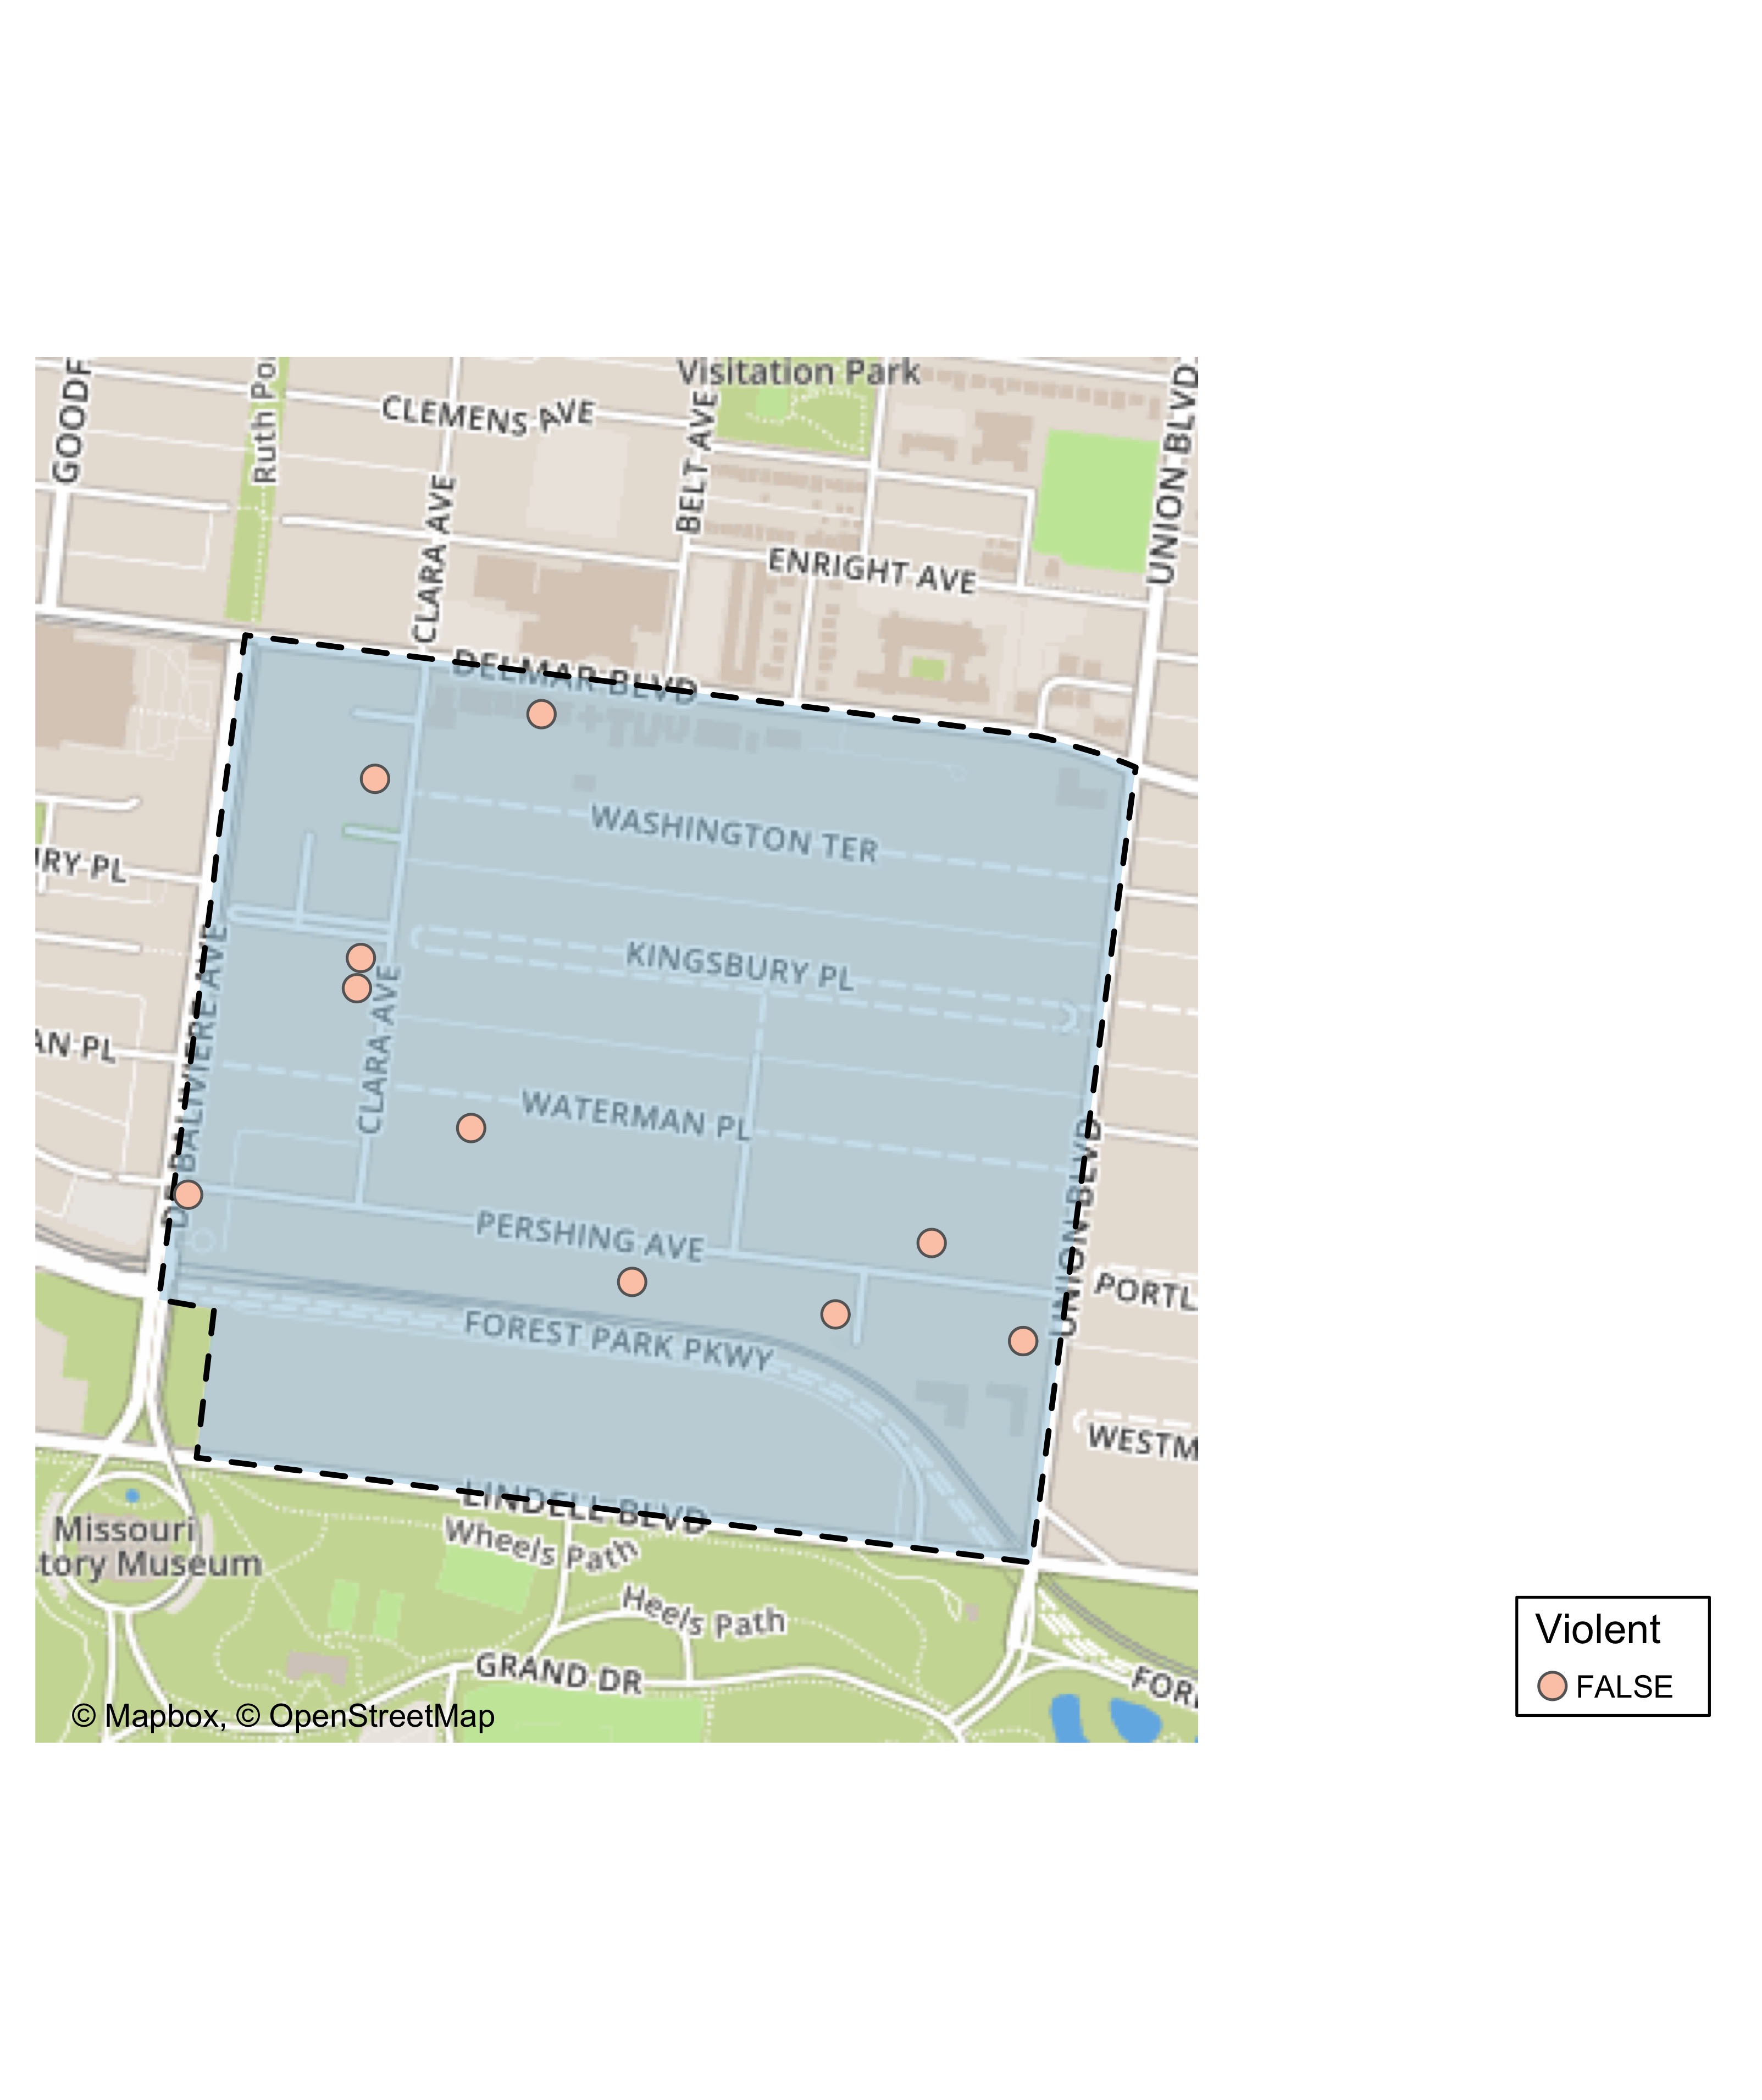 Visitation Park
GOODF
Ruth Po
CLEMENS AVE
BELT AVE
UNION BLVD
CLARA AVE
ENRIGHT AVE
DELMAR BLVD
WASHINGTON TER
URY PL
KINGSBURY PL
DE BALIVIERE AVE
CLARA AVE
AN PL
WATERMAN PL
UNION BLVD
PERSHING AVE
PORTL
FOREST PARK PKWY
WESTM
LINDELL BLVD
Wheels Path
Missouri
tory Museum
Heels Path
GRAND DR
FOR
© Mapbox, © OpenStreetMap
Violent
FALSE